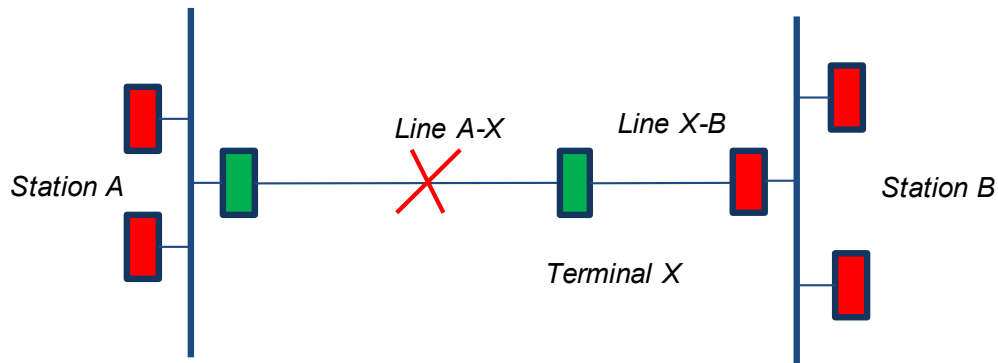 Line A-X
Line X-B
Station A
Station B
Terminal X